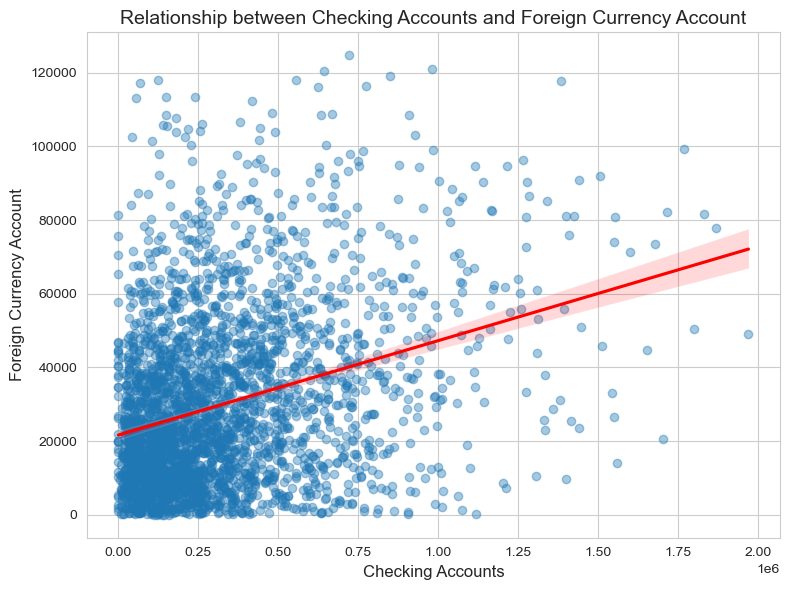 Relationship between Checking Accounts and Foreign Currency Account
120000
100000
80000
60000
40000
20000
0
Foreign Currency Account
0.00 0.25 0.50 0.75 1.00 1.25 1.50 1.75 2.00
1e6
Checking Accounts